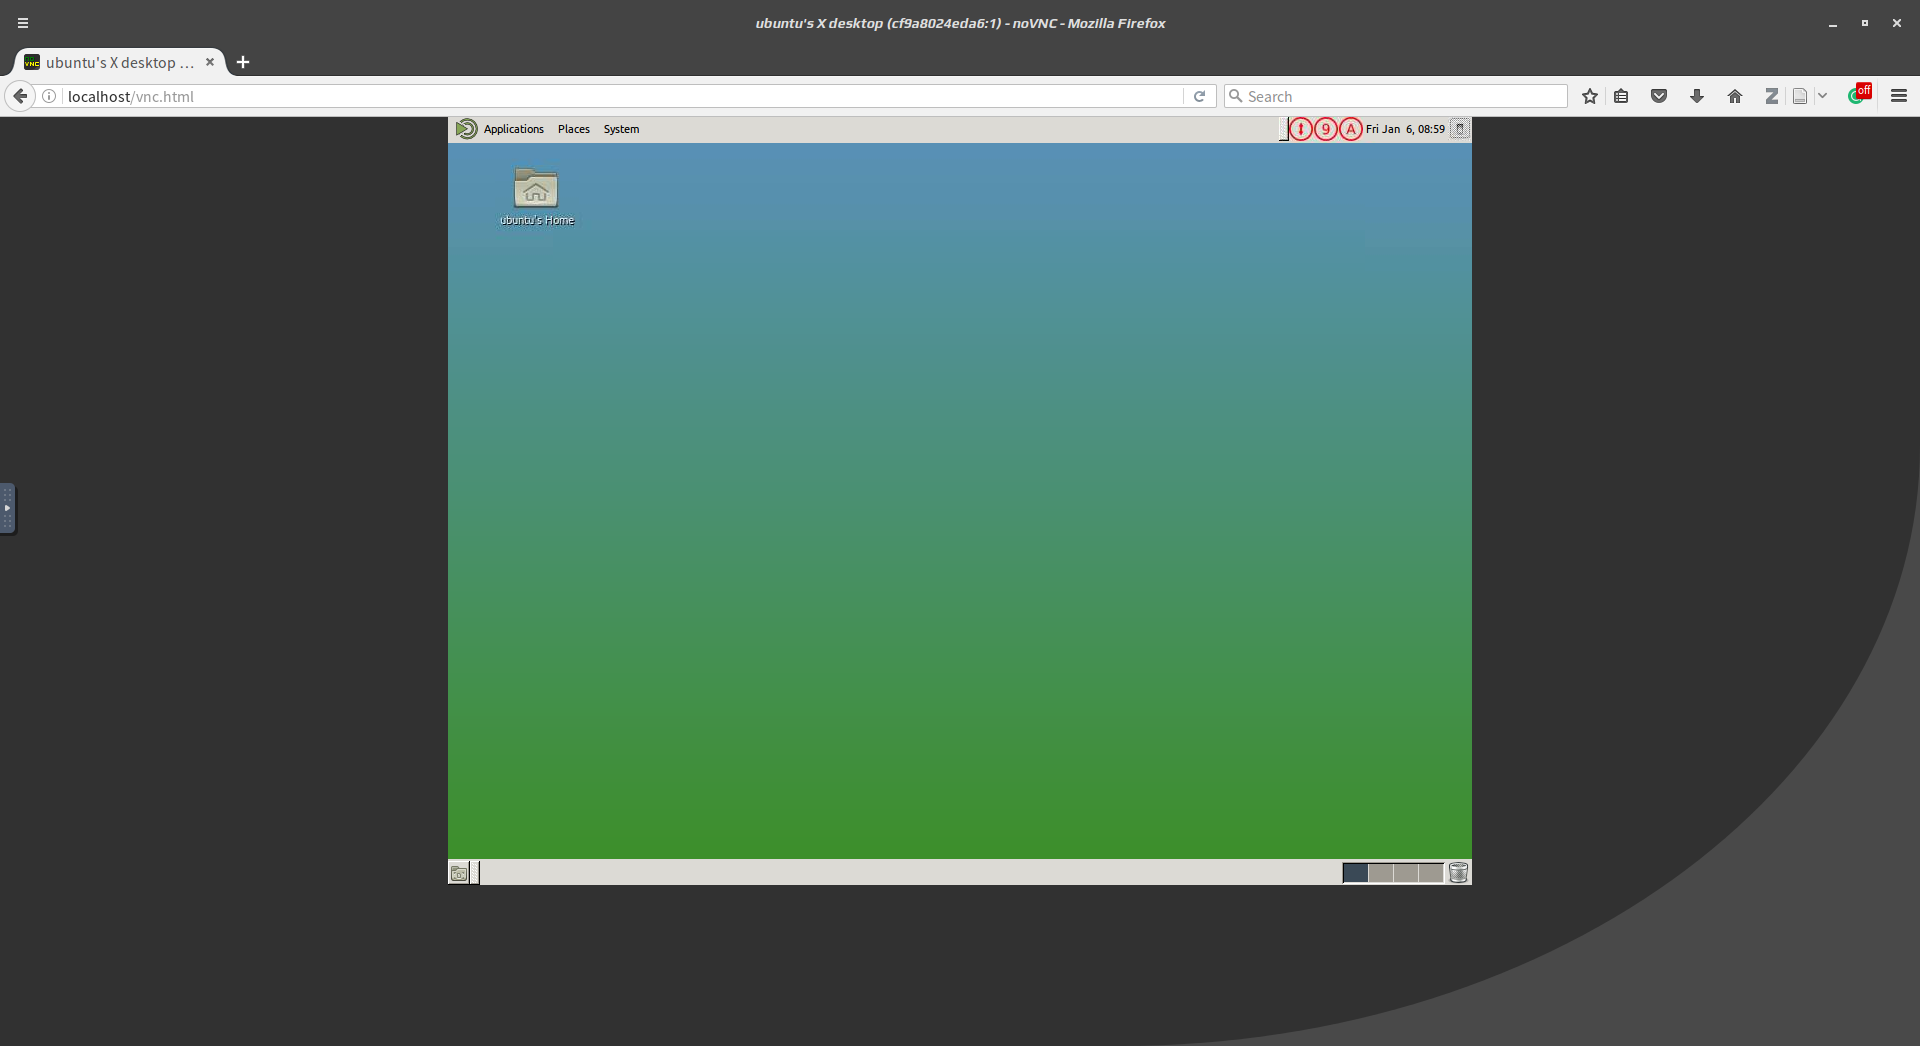 ubuntu's X desktop (cf9a8024eda6:1) - noVNC - Mozilla Firefox
ubuntu's X desktop ...
localhost/vnc.html
Search
off
Applications Places System
9 A Fri Jan 6, 08:59
ubuntu's Home